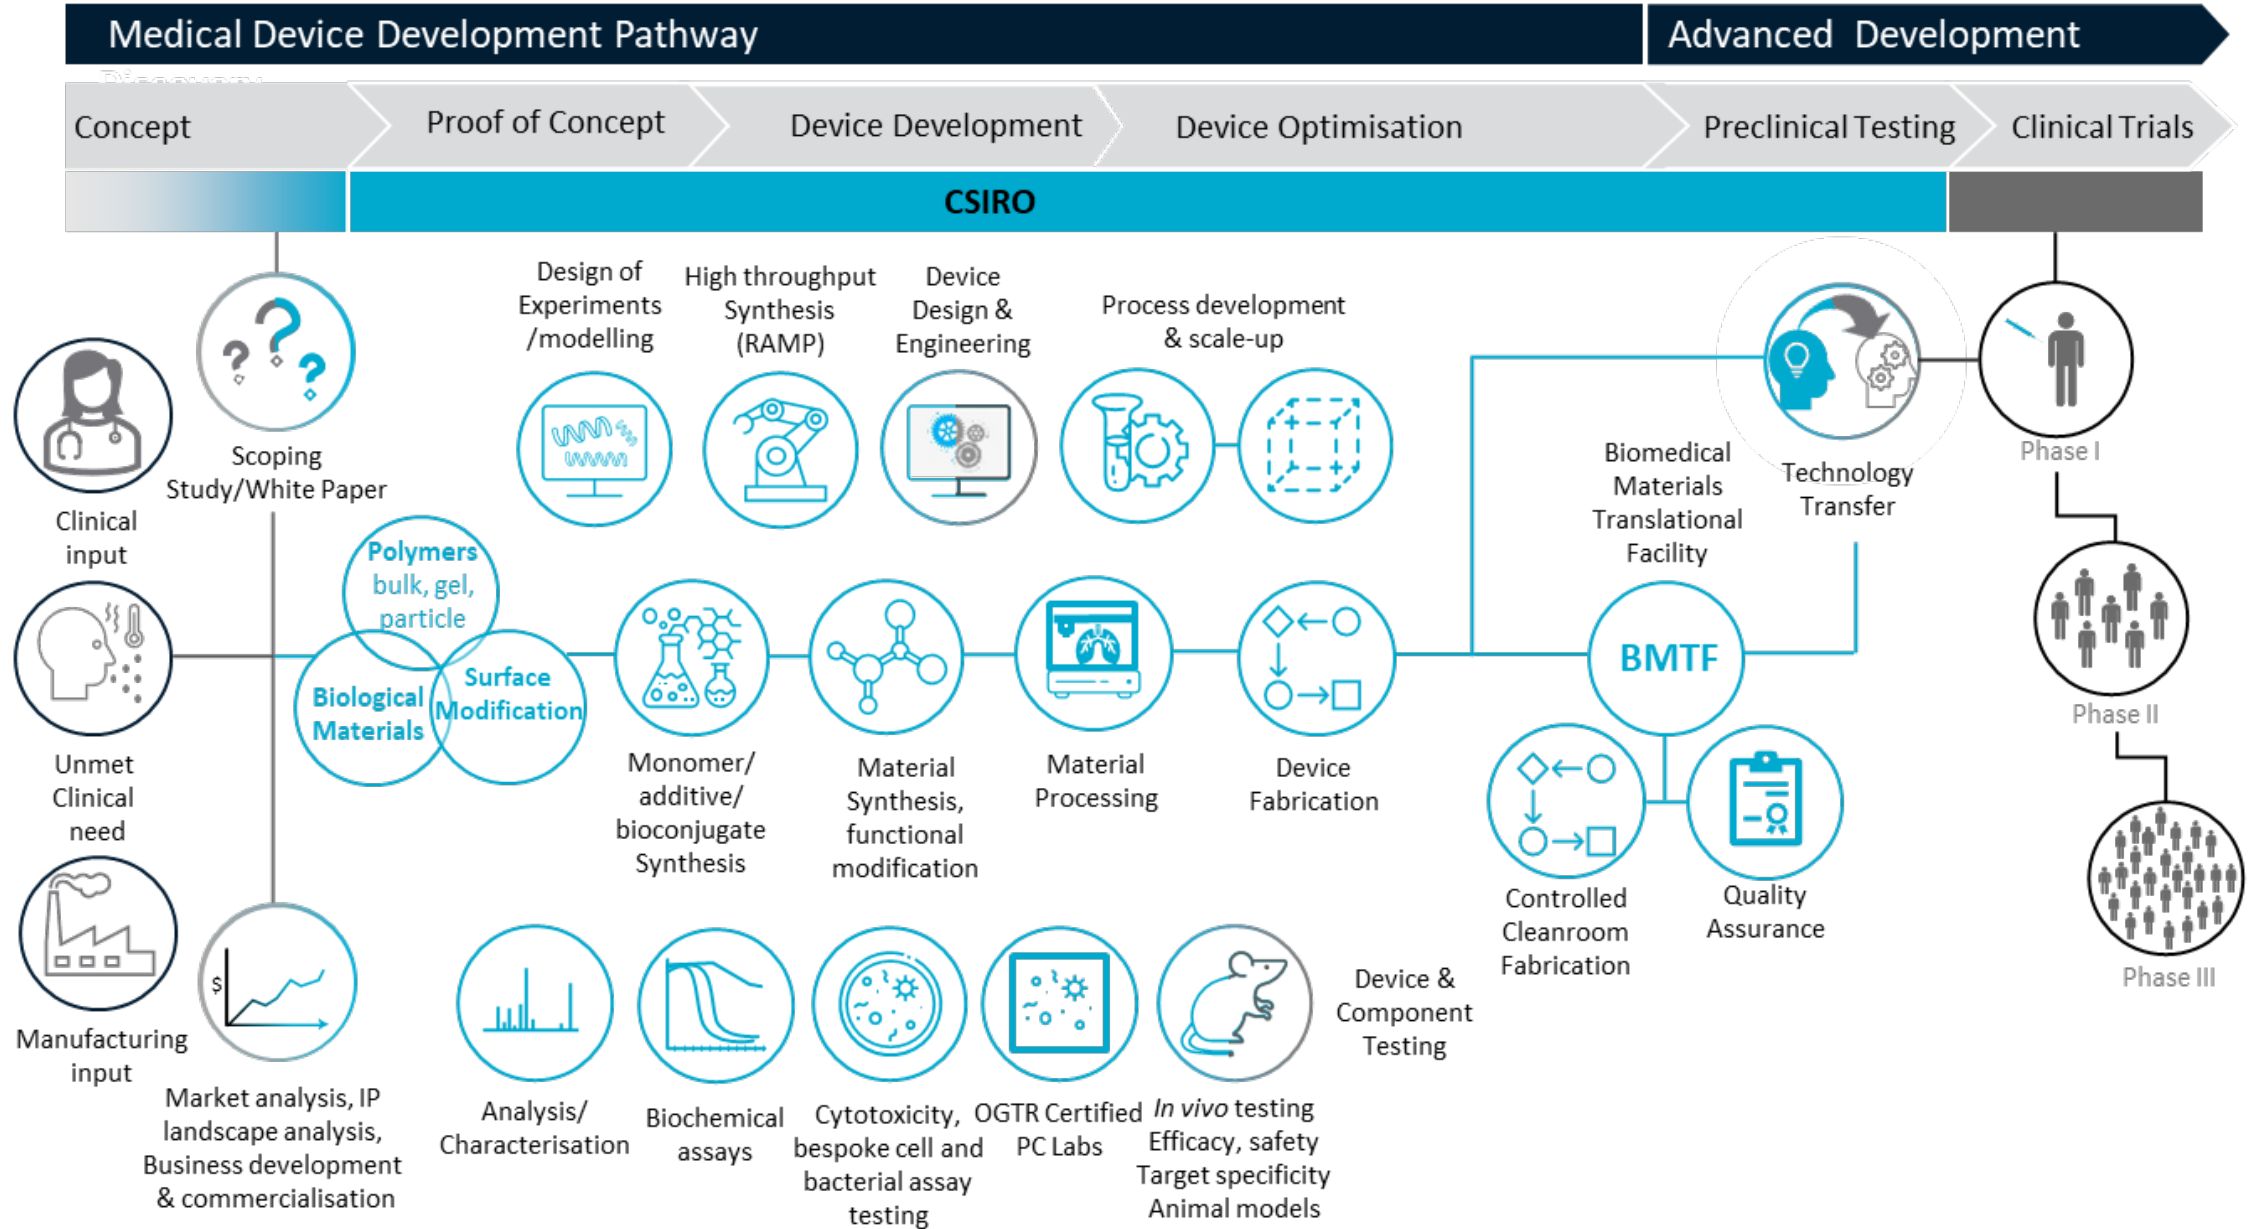 Medical Device Development Pathway
Advanced Development
Discovery
Concept
Proof of Concept
Device Development
Device Optimisation
Preclinical Testing
Clinical Trials
CSIRO
Clinical
input
Unmet
Clinical
need
Manufacturing
input
Scoping
Study/White Paper
$
Market analysis, IP
landscape analysis,
Business development
& commercialisation
Polymers
bulk, gel,
particle
Biological
Materials
Surface
Modification
Design of
Experiments
/modelling
High throughput
Synthesis
(RAMP)
Device
Design &
Engineering
Process development
& scale-up
Monomer/
additive/
bioconjugate
Synthesis
Material
Synthesis,
functional
modification
Material
Processing
Device
Fabrication
Analysis/
Characterisation
Biochemical
assays
Cytotoxicity,
bespoke cell and
bacterial assay
testing
OGTR Certified
PC Labs
In vivo testing
Efficacy, safety
Target specificity
Animal models
Device &
Component
Testing
Biomedical
Materials
Translational
Facility
BMTF
Controlled
Cleanroom
Fabrication
Quality
Assurance
Technology
Transfer
Phase I
Phase II
Phase III